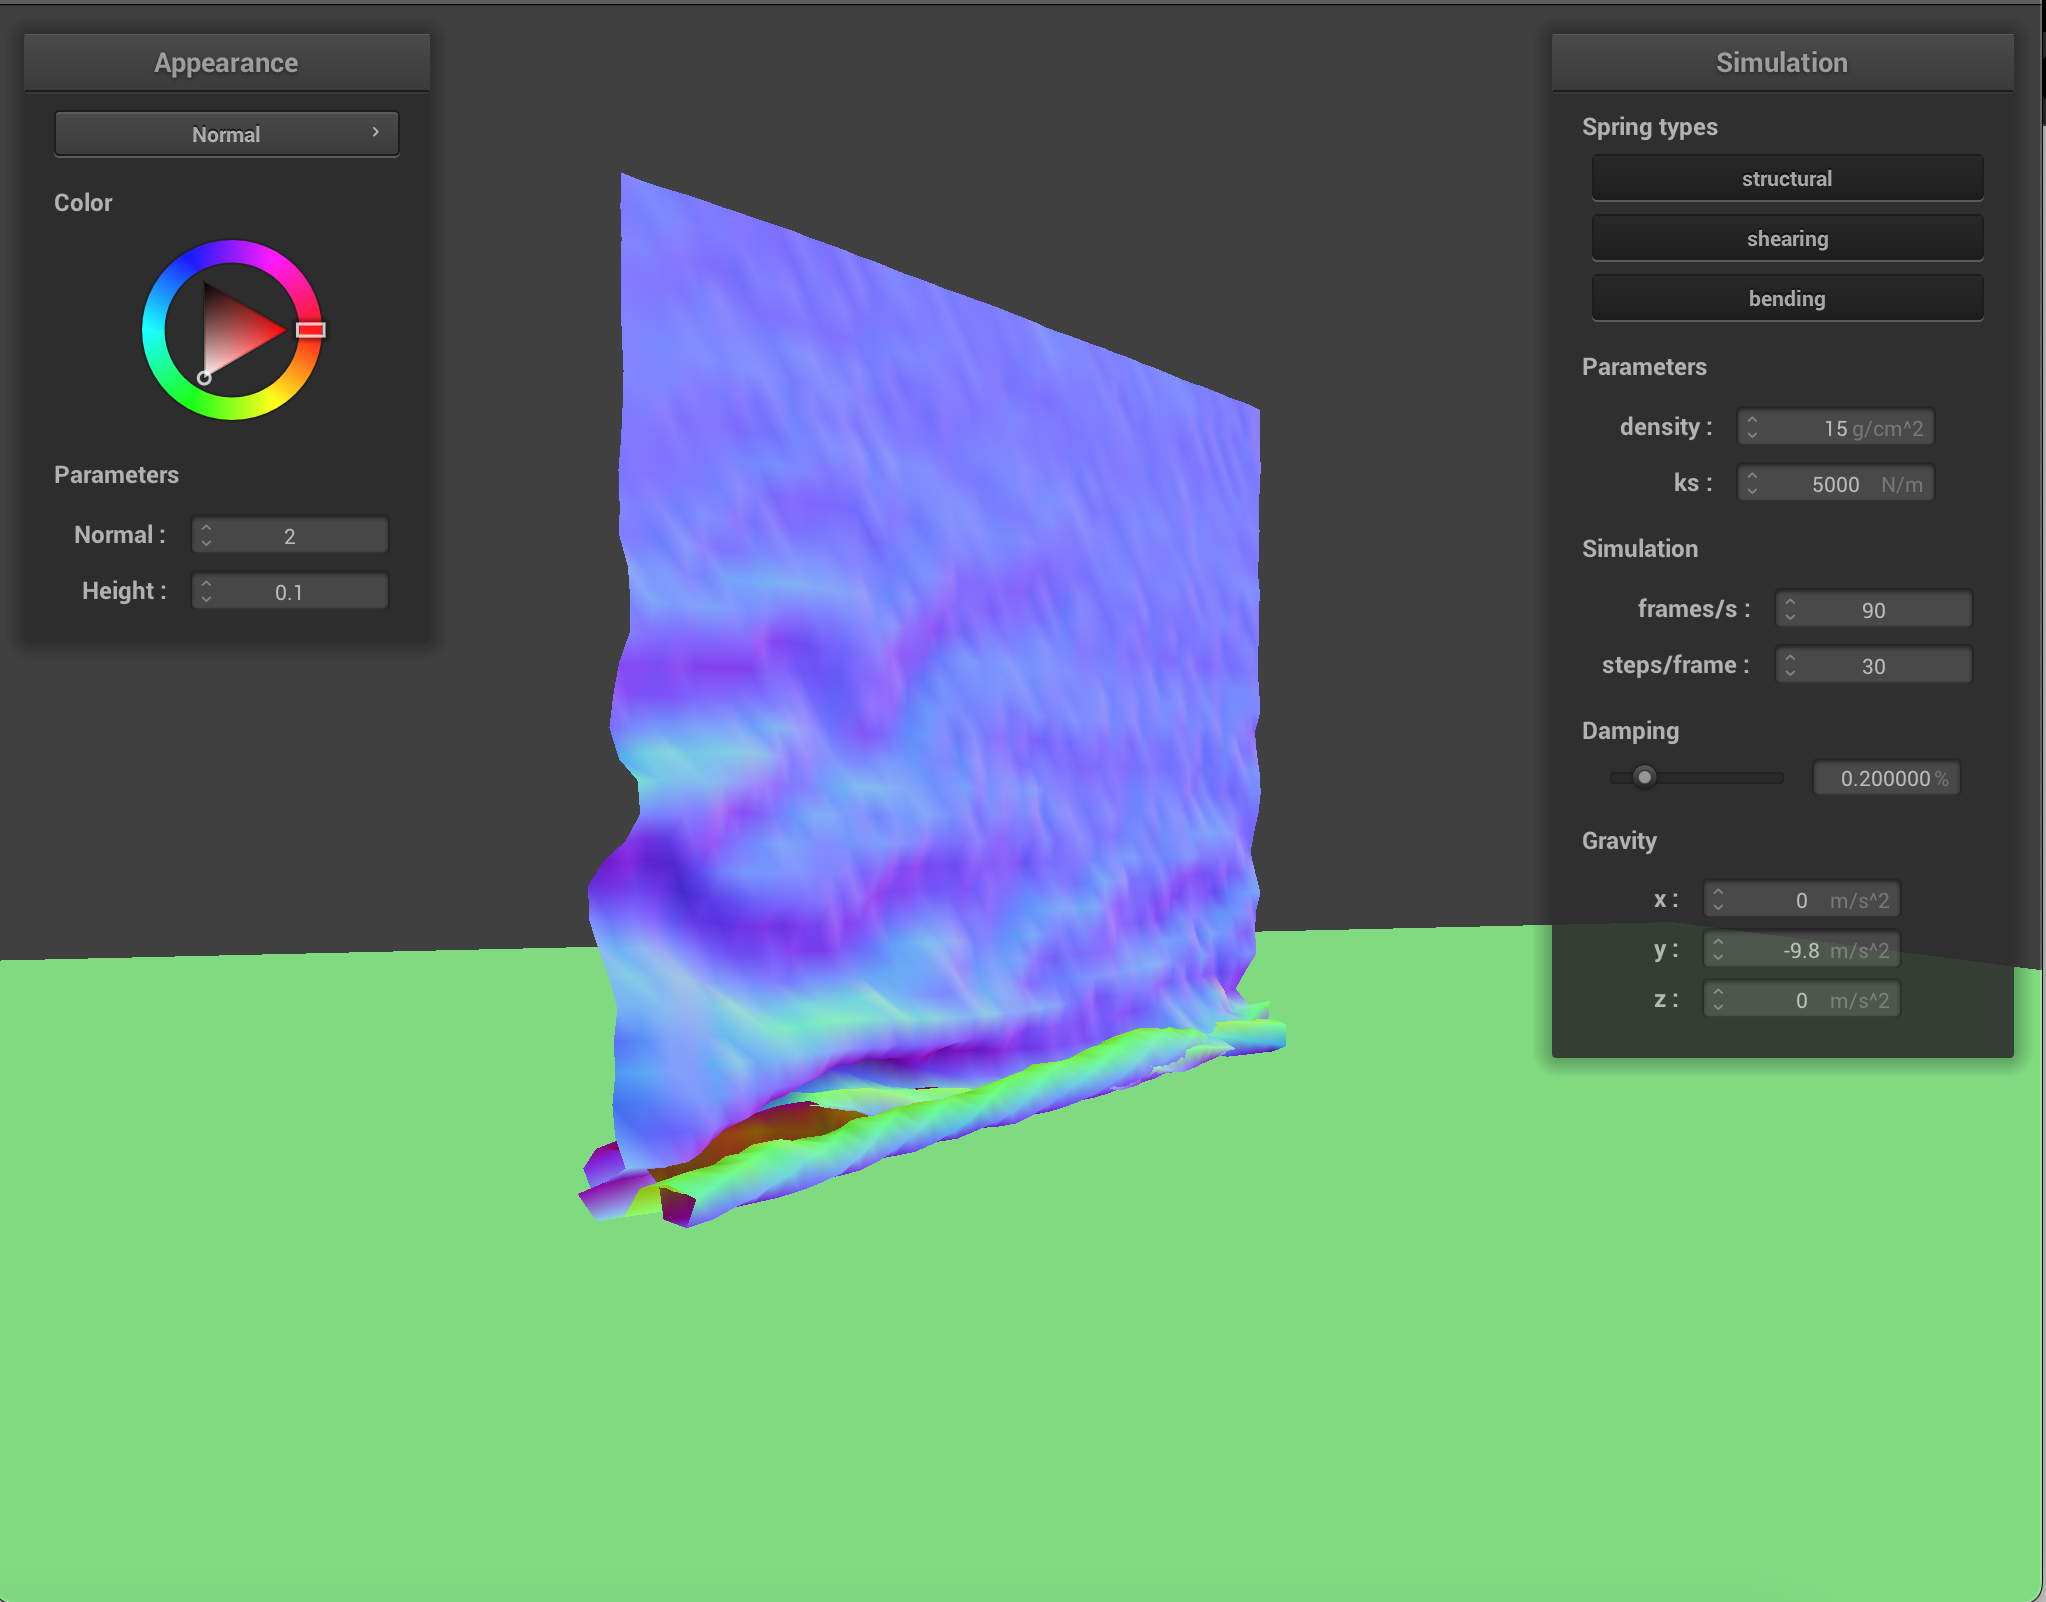 Appearance
Normal
Color
Parameters
Normal : 2
Height : 0.1
Simulation
Spring types
structural
shearing
bending
Parameters
density : 15 g/cm^2
ks : 5000 N/m
Simulation
frames/s : 90
steps/frame : 30
Damping
0.200000 %
Gravity
x : 0 m/s^2
y : -9.8 m/s^2
z : 0 m/s^2